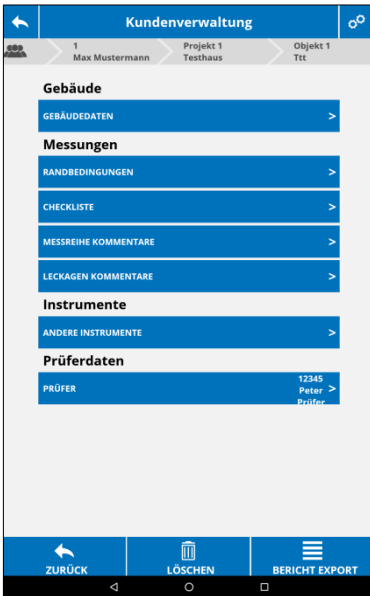 Kundenverwaltung
1
Max Mustermann
Projekt 1
Testhaus
Objekt 1
Ttt
Gebäude
GEBÄUDEDATEN >
Messungen
RANDBEDINGUNGEN >
CHECKLISTE >
MESSREIHE KOMMENTARE >
LECKAGEN KOMMENTARE >
Instrumente
ANDERE INSTRUMENTE >
Prüferdaten
PRÜFER
12345
Peter >
Prüfer
ZURÜCK
LÖSCHEN
BERICHT EXPORT